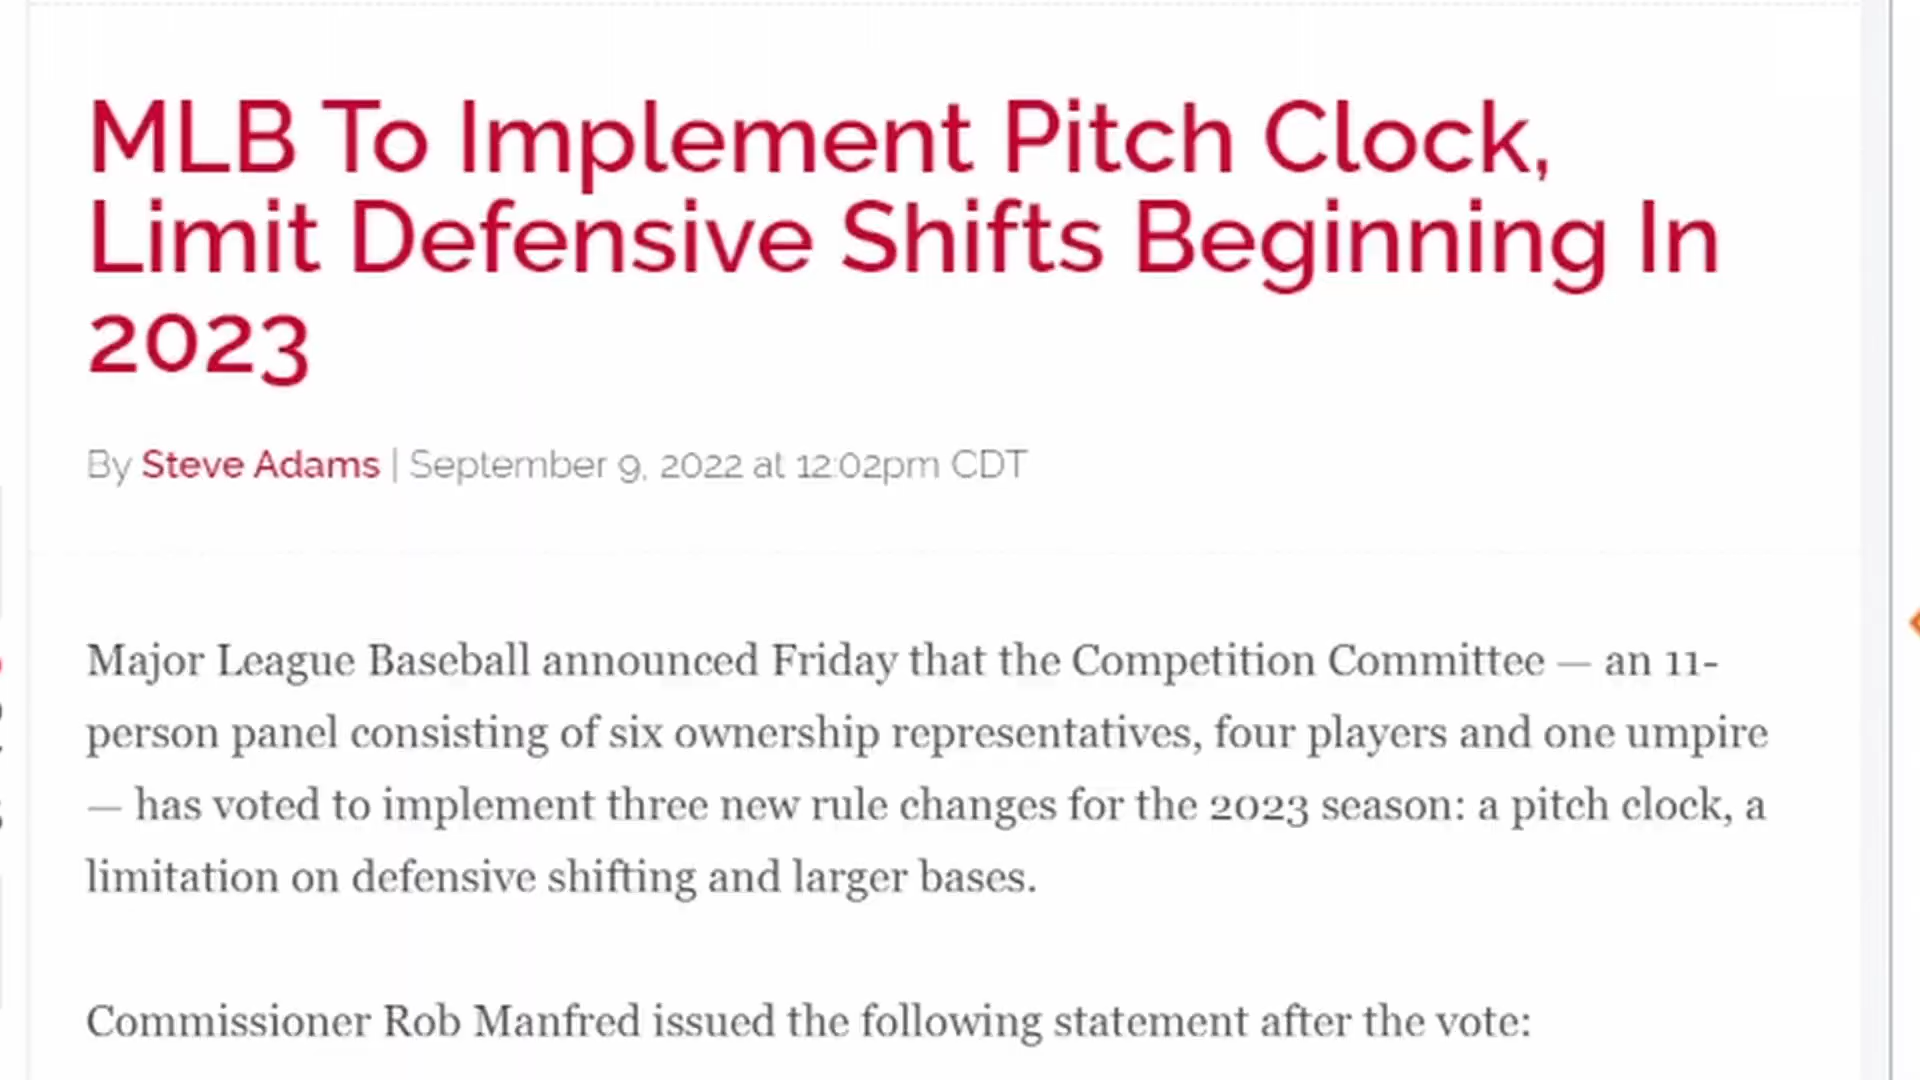 MLB To Implement Pitch Clock,
Limit Defensive Shifts Beginning In
2023
By Steve Adams | September 9, 2022 at 12:02pm CDT
Major League Baseball announced Friday that the Competition Committee — an 11-
person panel consisting of six ownership representatives, four players and one umpire
— has voted to implement three new rule changes for the 2023 season: a pitch clock, a
limitation on defensive shifting and larger bases.
Commissioner Rob Manfred issued the following statement after the vote: